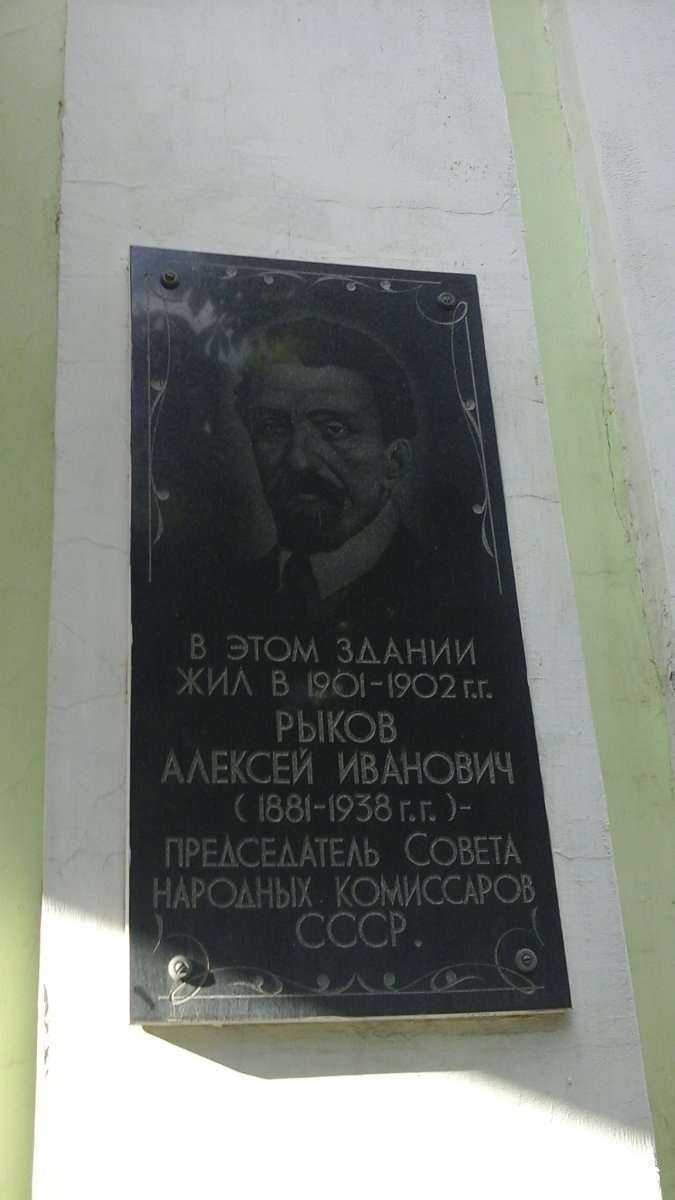 В ЭТОМ ЗДАНИИ
ЖИЛ В 1901-1902 г.г.
РЫКОВ
АЛЕКСЕЙ ИВАНОВИЧ
( 1881-1938 г.г. )-
ПРЕДСЕДАТЕЛЬ СОВЕТА
НАРОДНЫХ КОМИССАРОВ
СССР.